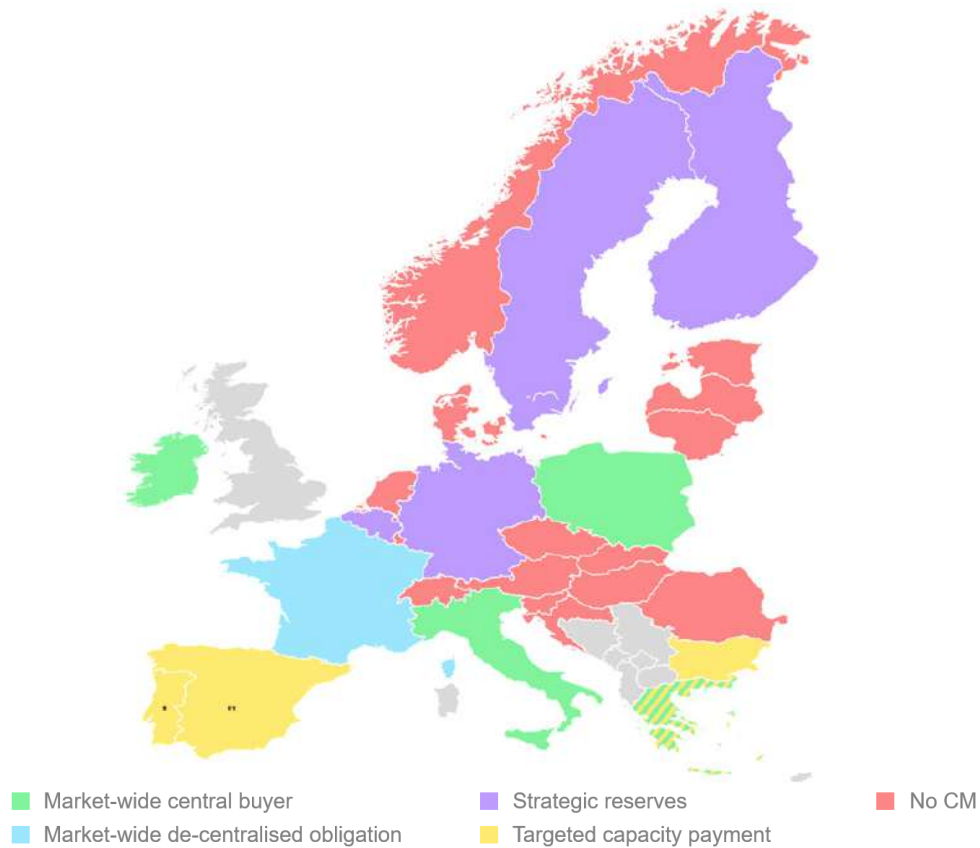 Market-wide central buyer
Strategic reserves
No CM
Market-wide de-centralised obligation
Targeted capacity payment